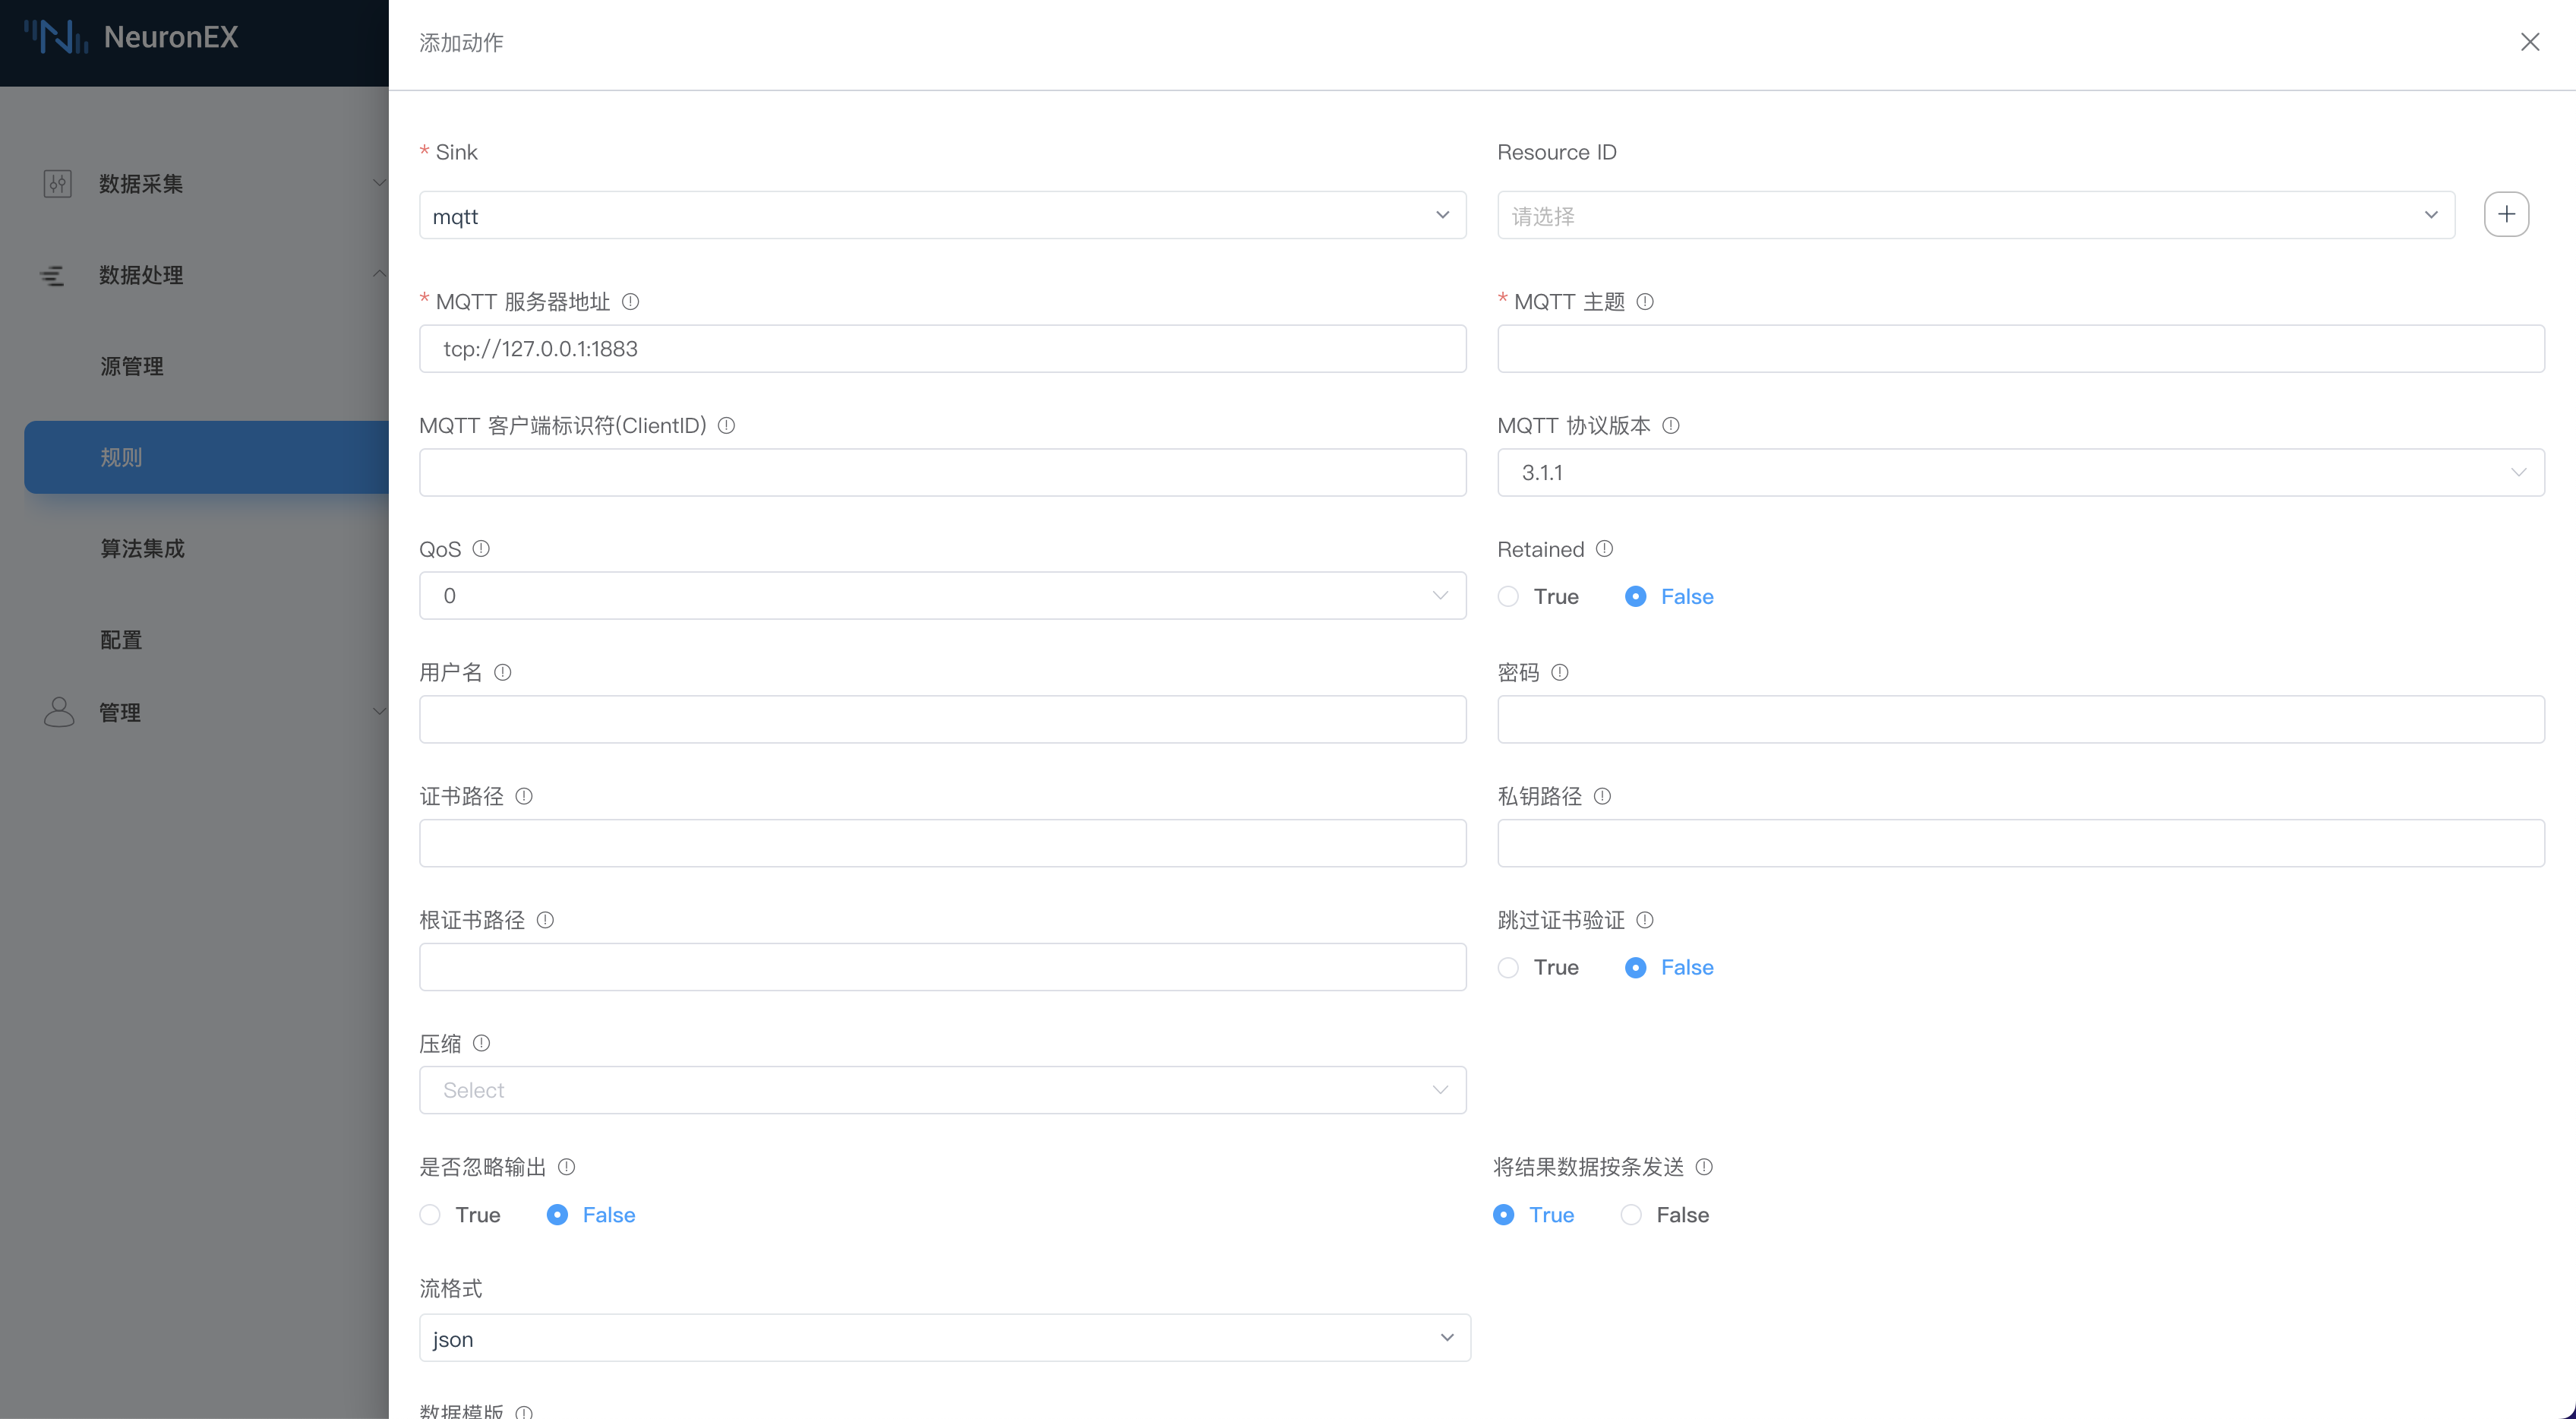 NeuronEX
数据采集
数据处理
源管理
规则
算法集成
配置
管理
添加动作
* Sink
mqtt
Resource ID
请选择
* MQTT 服务器地址
tcp://127.0.0.1:1883
* MQTT 主题
MQTT 客户端标识符(ClientID)
MQTT 协议版本
3.1.1
QoS
0
Retained
True False
用户名
密码
证书路径
私钥路径
根证书路径
跳过证书验证
True False
压缩
Select
是否忽略输出
True False
将结果数据按条发送
True False
流格式
json
数据模版